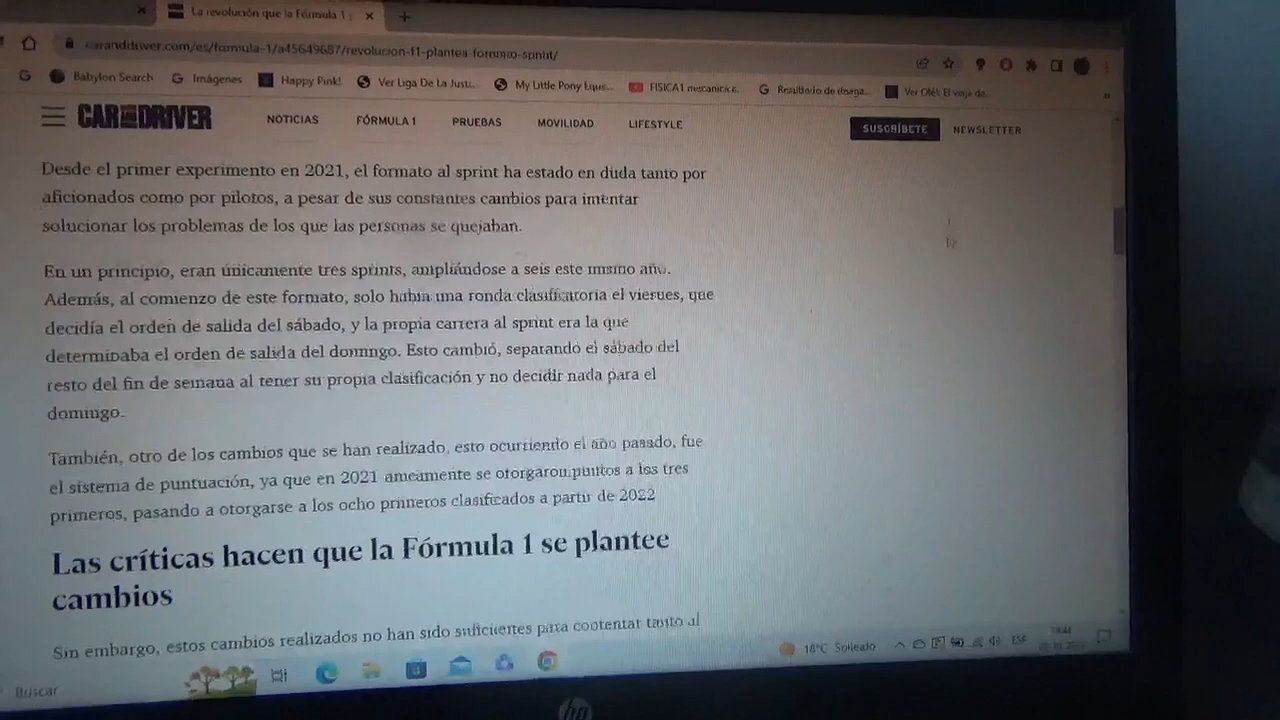 La revolución que la Fórmula 1
caranddriver.com/es/formula-1/a45649687/revolucion-f1-plantea-formato-sprint/
Babylon Search Imágenes Happy Pink! Ver Liga De La Justi... My Little Pony Eque... FISICA1 mecanicica. Resultado de image... Ver Olé!: El viaje de...
CAR AND DRIVER NOTICIAS FÓRMULA 1 PRUEBAS MOVILIDAD LIFESTYLE SUSCRÍBETE NEWSLETTER
Desde el primer experimento en 2021, el formato al sprint ha estado en duda tanto por
aficionados como por pilotos, a pesar de sus constantes cambios para intentar
solucionar los problemas de los que las personas se quejaban.
En un principio, eran únicamente tres sprints, ampliándose a seis este mismo año.
Además, al comienzo de este formato, solo había una ronda clasificatoria el viernes, que
decidía el orden de salida del sábado, y la propia carrera al sprint era la que
determinaba el orden de salida del domingo. Esto cambió, separando el sábado del
resto del fin de semana al tener su propia clasificación y no decidir nada para el
domingo.
También, otro de los cambios que se han realizado, esto ocurriendo el año pasado, fue
el sistema de puntuación, ya que en 2021 únicamente se otorgaron puntos a los tres
primeros, pasando a otorgarse a los ocho primeros clasificados a partir de 2022
Las críticas hacen que la Fórmula 1 se plantee
cambios
Sin embargo, estos cambios realizados no han sido suficientes para contentar tanto al
Buscar 18°C Soleado ESP
hp